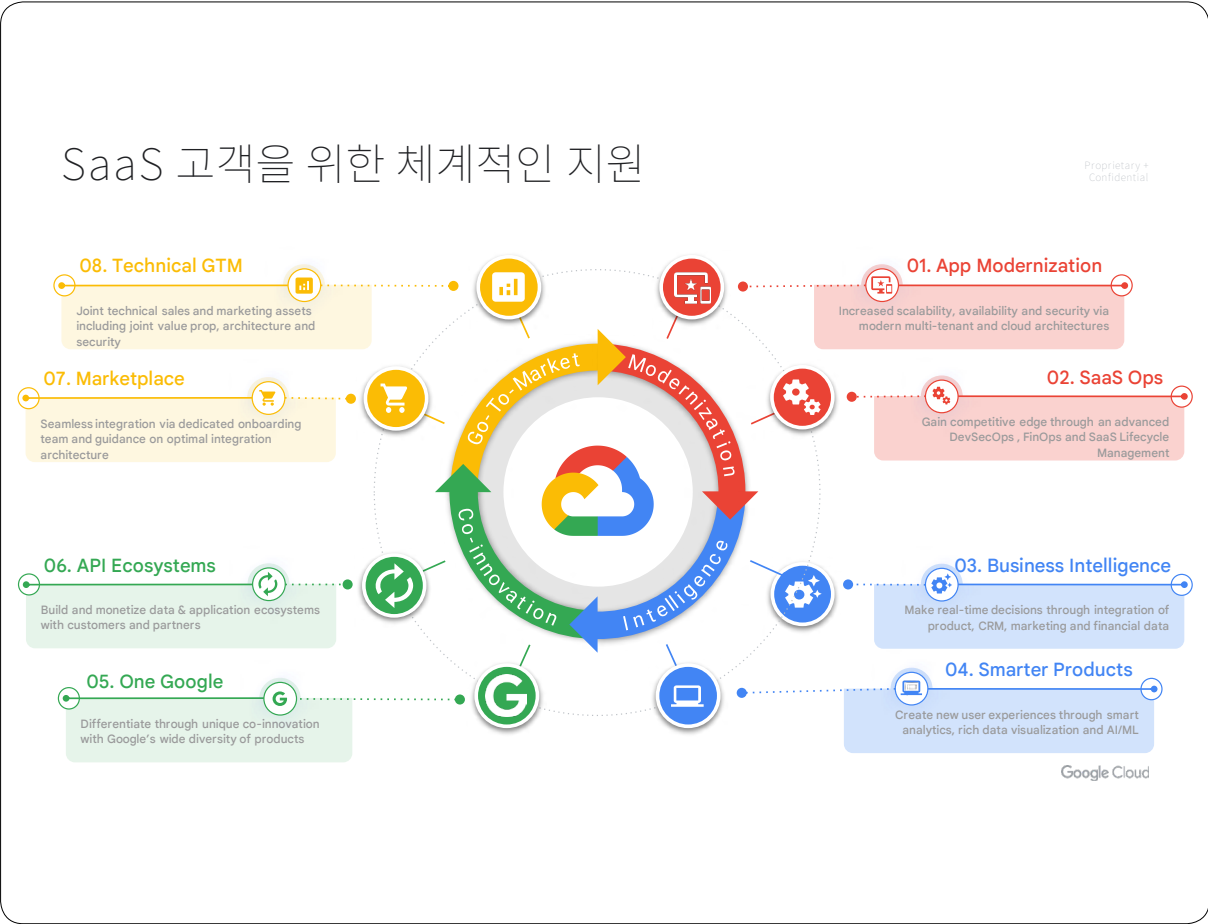 SaaS 고객을 위한 체계적인 지원
Proprietary +
Confidential
08. Technical GTM
Joint technical sales and marketing assets
including joint value prop, architecture and
security
07. Marketplace
Seamless integration via dedicated onboarding
team and guidance on optimal integration
architecture
06. API Ecosystems
Build and monetize data & application ecosystems
with customers and partners
05. One Google
Differentiate through unique co-innovation
with Google's wide diversity of products
Go-To-Market
Modernization
Co-innovation
Intelligence
01. App Modernization
Increased scalability, availability and security via
modern multi-tenant and cloud architectures
02. SaaS Ops
Gain competitive edge through an advanced
DevSecOps , FinOps and SaaS Lifecycle
Management
03. Business Intelligence
Make real-time decisions through integration of
product, CRM, marketing and financial data
04. Smarter Products
Create new user experiences through smart
analytics, rich data visualization and AI/ML
Google Cloud